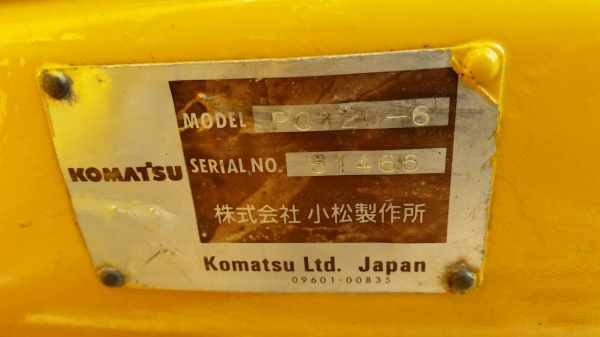 MODEL PC120-6
KOMATSU
SERIAL NO. 51466
株式会社 小松製作所
Komatsu Ltd. Japan
09601-00835